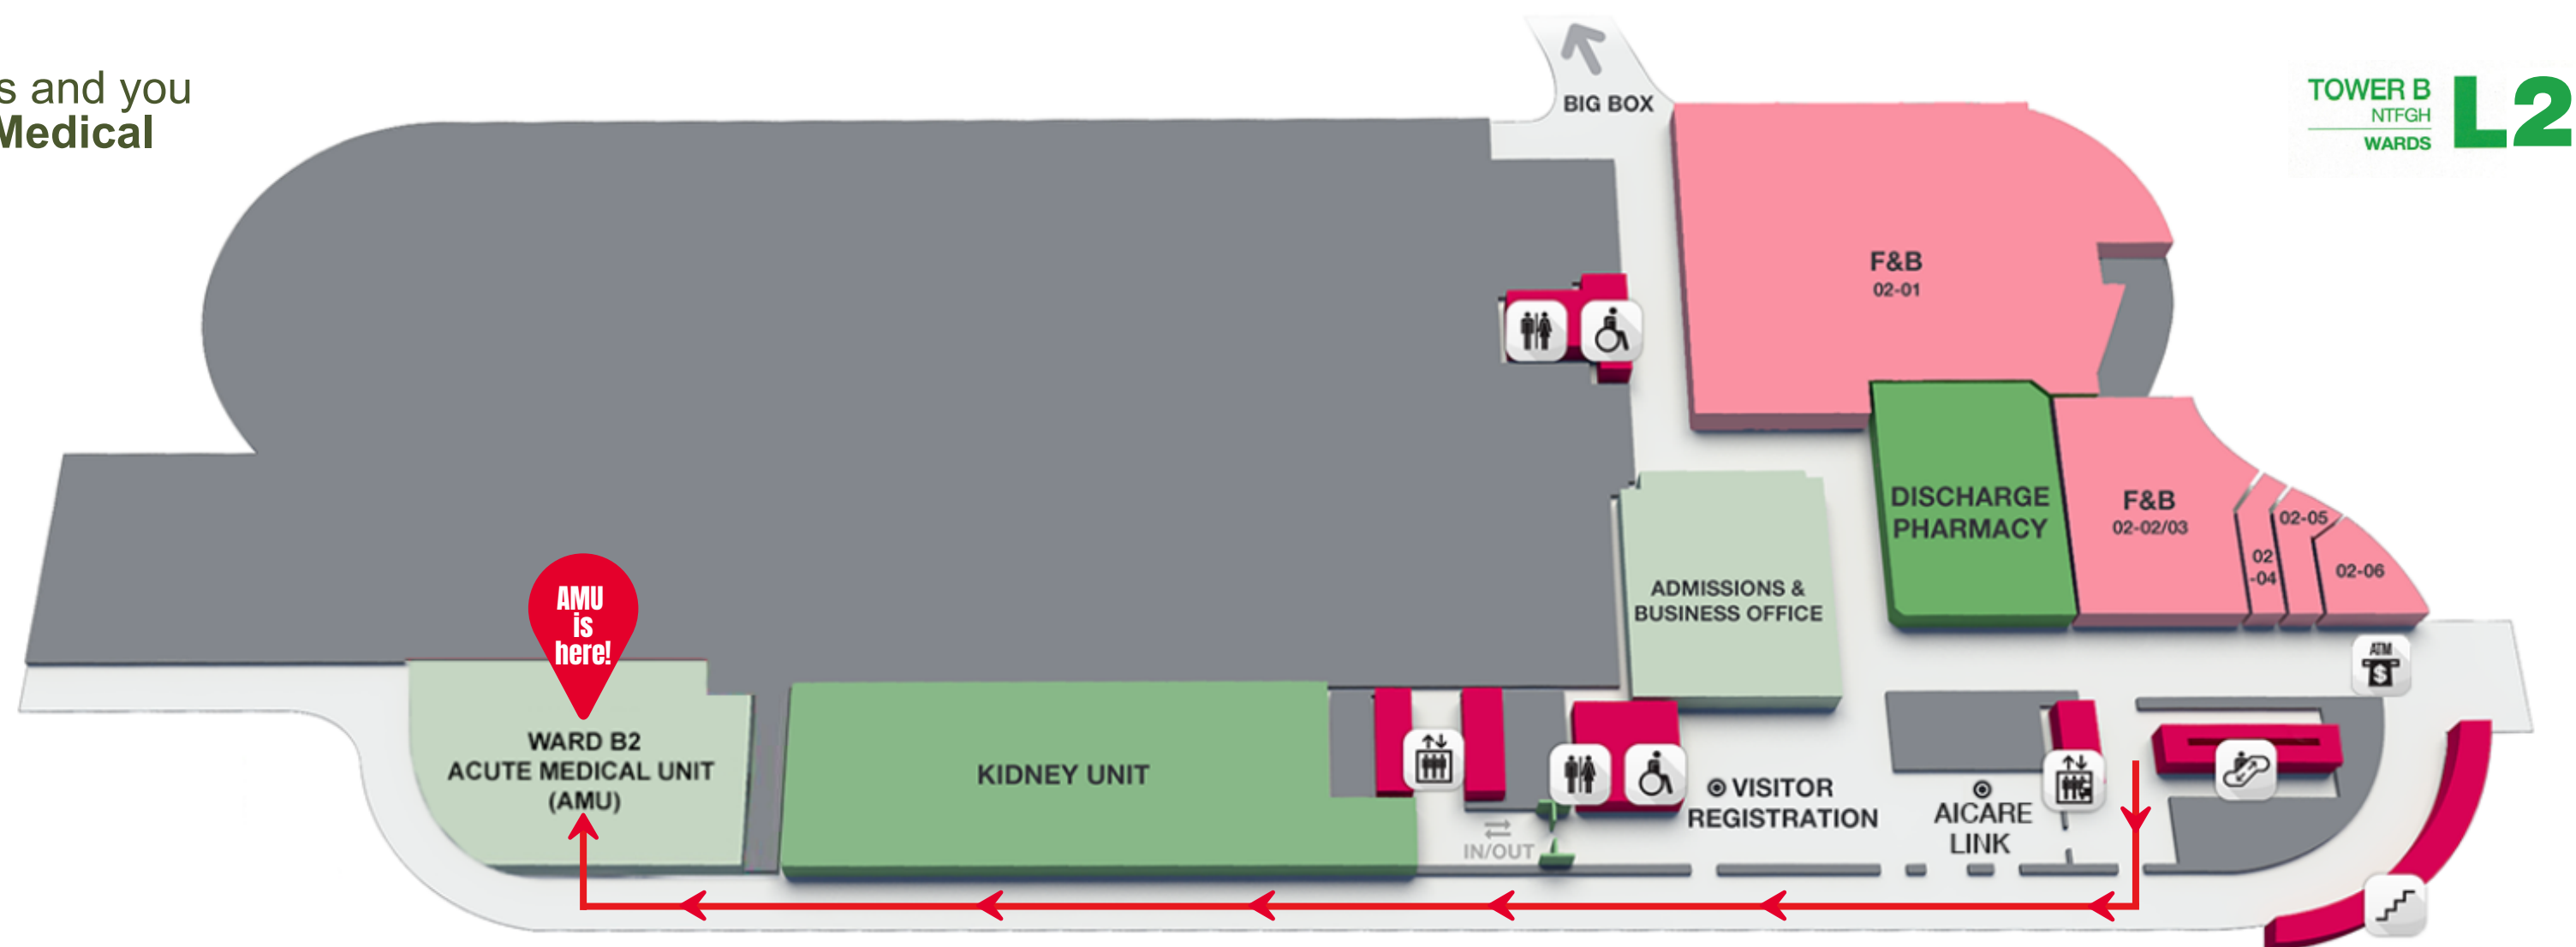 s and you
Medical
BIG BOX
TOWER B
NTFGH
WARDS
L2
F&B
02-01
DISCHARGE
PHARMACY
F&B
02-02/03
02
-04
02-05
02-06
ADMISSIONS &
BUSINESS OFFICE
AMU
is
here!
ATM
$
WARD B2
ACUTE MEDICAL UNIT
(AMU)
KIDNEY UNIT
IN/OUT
VISITOR
REGISTRATION
AICARE
LINK